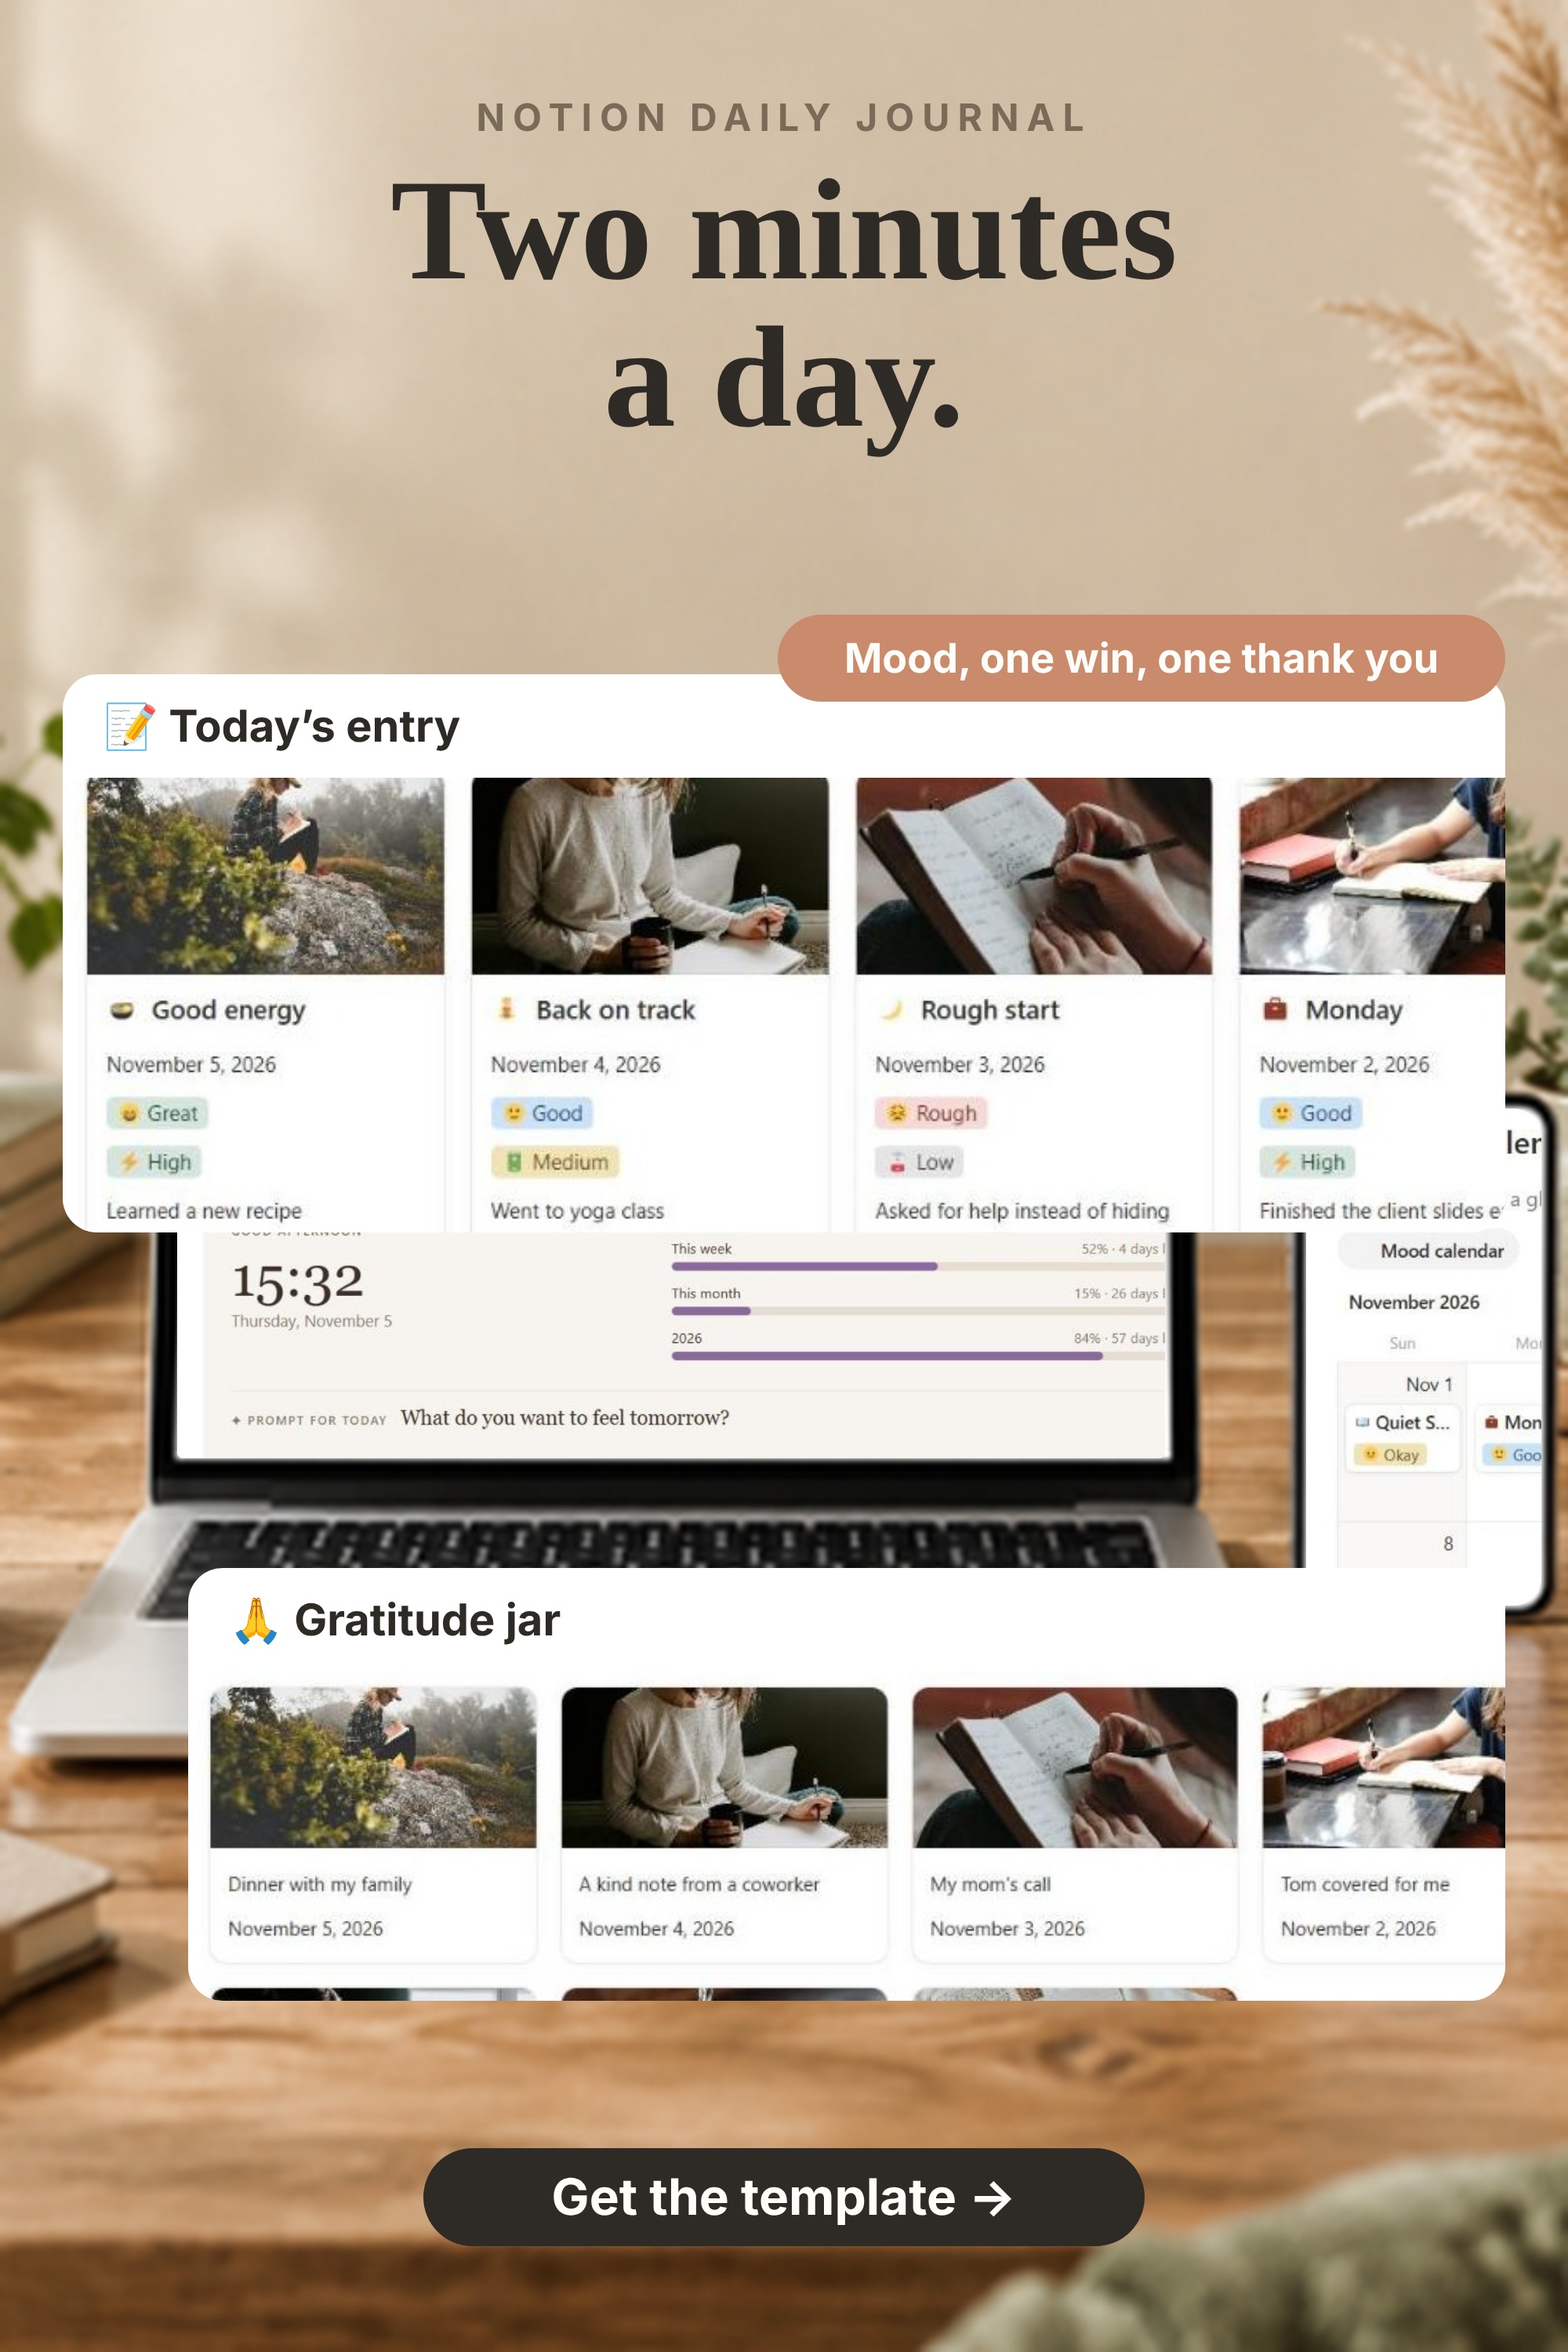 NOTION DAILY JOURNAL
Two minutes
a day.
Mood, one win, one thank you
📝 Today’s entry
Good energy
November 5, 2026
Great
High
Learned a new recipe
Back on track
November 4, 2026
Good
Medium
Went to yoga class
Rough start
November 3, 2026
Rough
Low
Asked for help instead of hiding
Monday
November 2, 2026
Good
High
Finished the client slides
15:32
Thursday, November 5
This week
52% · 4 days
This month
15% · 26 days
2026
84% · 57 days
✦ PROMPT FOR TODAY What do you want to feel tomorrow?
Mood calendar
November 2026
Sun
Nov 1
Quiet S...
Okay
8
🙏 Gratitude jar
Dinner with my family
November 5, 2026
A kind note from a coworker
November 4, 2026
My mom's call
November 3, 2026
Tom covered for me
November 2, 2026
Get the template →